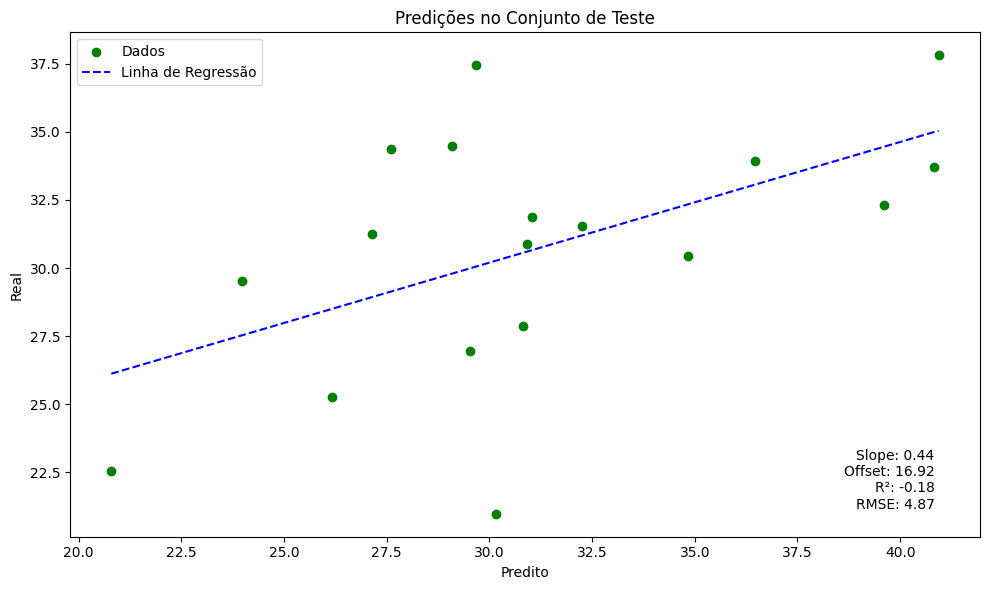 Predições no Conjunto de Teste
Dados
Linha de Regressão
37.5
35.0
32.5
30.0
27.5
25.0
22.5
Real
Slope: 0.44
Offset: 16.92
R²: -0.18
RMSE: 4.87
20.0 22.5 25.0 27.5 30.0 32.5 35.0 37.5 40.0
Predito